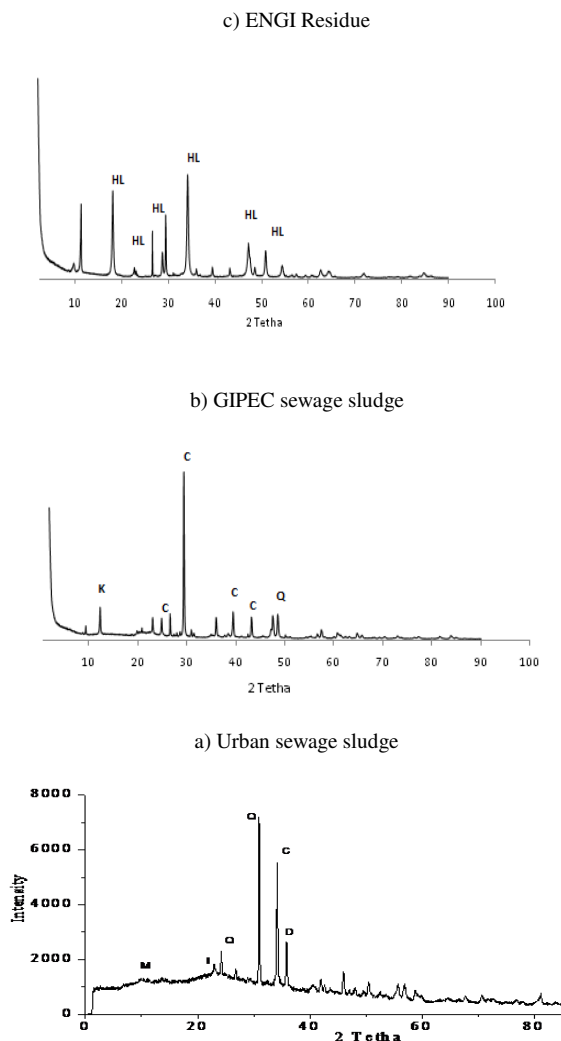 c) ENGI Residue
HL
HL
HL
HL
HL
HL
10 20 30 40 50 60 70 80 90 100
2 Tetha
b) GIPEC sewage sludge
C
K
C
C
C
Q
10 20 30 40 50 60 70 80 90 100
2 Tetha
a) Urban sewage sludge
8000
6000
4000
2000
0
Intensity
Q
C
D
Q
I
M
0 20 40 60 80
2 Tetha